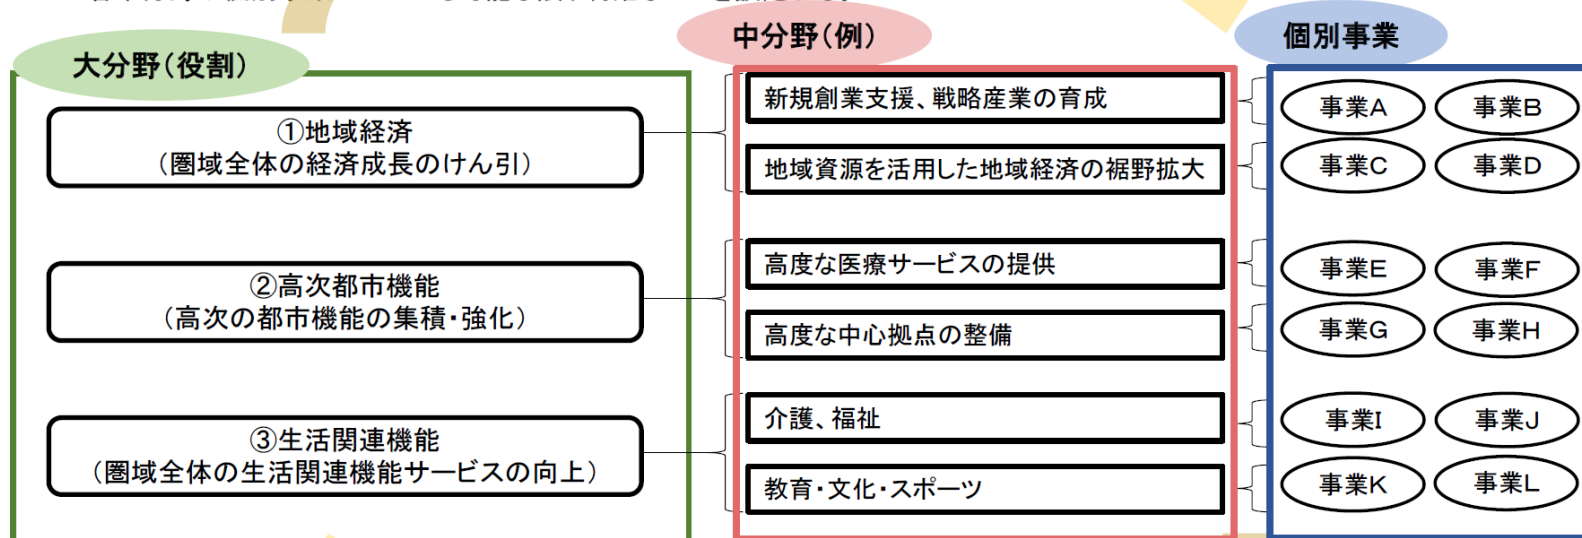 大分野(役割)
中分野(例)
個別事業
①地域経済
(圏域全体の経済成長のけん引)
新規創業支援、戦略産業の育成
事業A
事業B
地域資源を活用した地域経済の裾野拡大
事業C
事業D
②高次都市機能
(高次の都市機能の集積・強化)
高度な医療サービスの提供
事業E
事業F
高度な中心拠点の整備
事業G
事業H
③生活関連機能
(圏域全体の生活関連機能サービスの向上)
介護、福祉
事業I
事業J
教育・文化・スポーツ
事業K
事業L